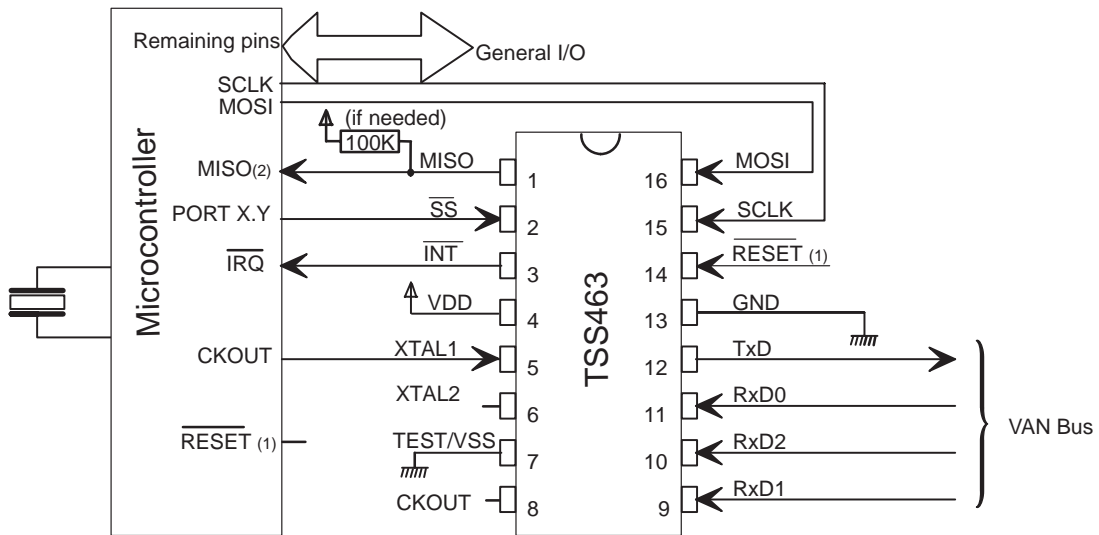 Remaining pins
General I/O
SCLK
MOSI
(if needed)
100K
Microcontroller
MISO(2)
MISO
1
16
MOSI
PORT X.Y
SS
2
15
SCLK
IRQ
INT
3
14
RESET (1)
TSS463
VDD
4
13
GND
CKOUT
XTAL1
5
12
TxD
XTAL2
6
11
RxD0
VAN Bus
RESET (1)
TEST/VSS
7
10
RxD2
CKOUT
8
9
RxD1